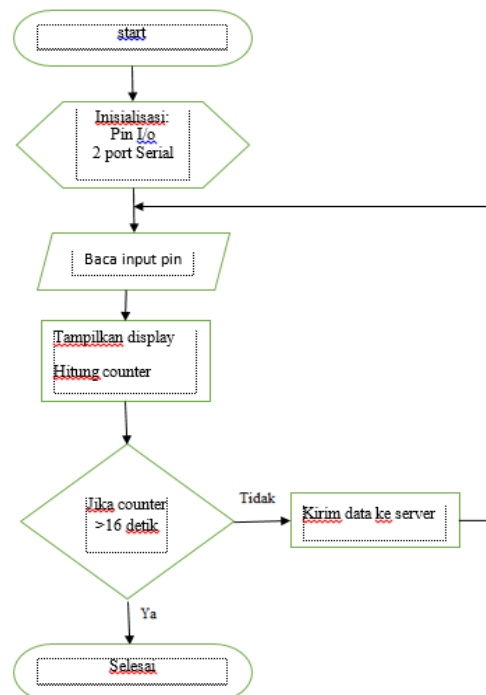 start
Inisialisasi:
Pin I/o
2 port Serial
Baca input pin
Tampilkan display
Hitung counter
Jika counter
>16 detik
Tidak
Kirim data ke server
Ya
Selesai